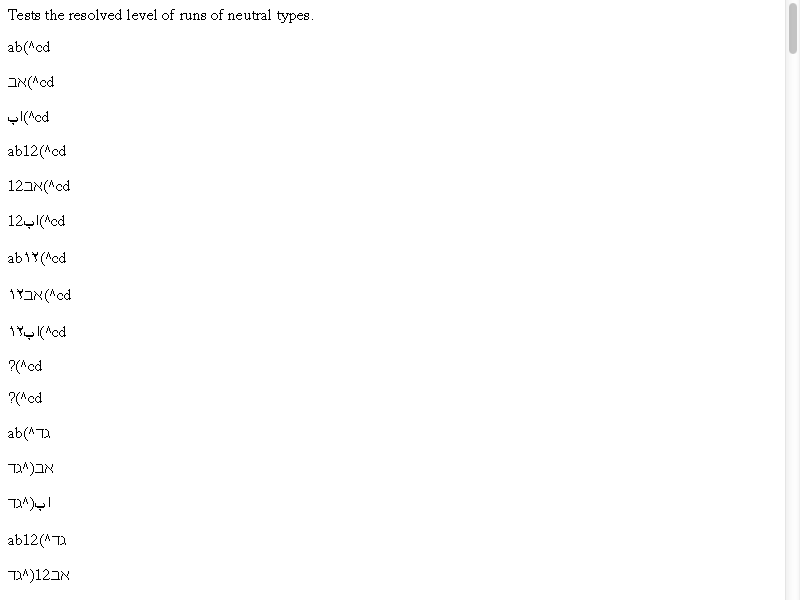 Tests the resolved level of runs of neutral types.
ab(^cd
אב(^cd
اب(^cd
ab12(^cd
אב12(^cd
اب12(^cd
ab١٢(^cd
אב١٢(^cd
اب١٢(^cd
?(^cd
?(^cd
ab(^גד
אב(^גד
اب(^גד
ab12(^גד
אב12(^גד